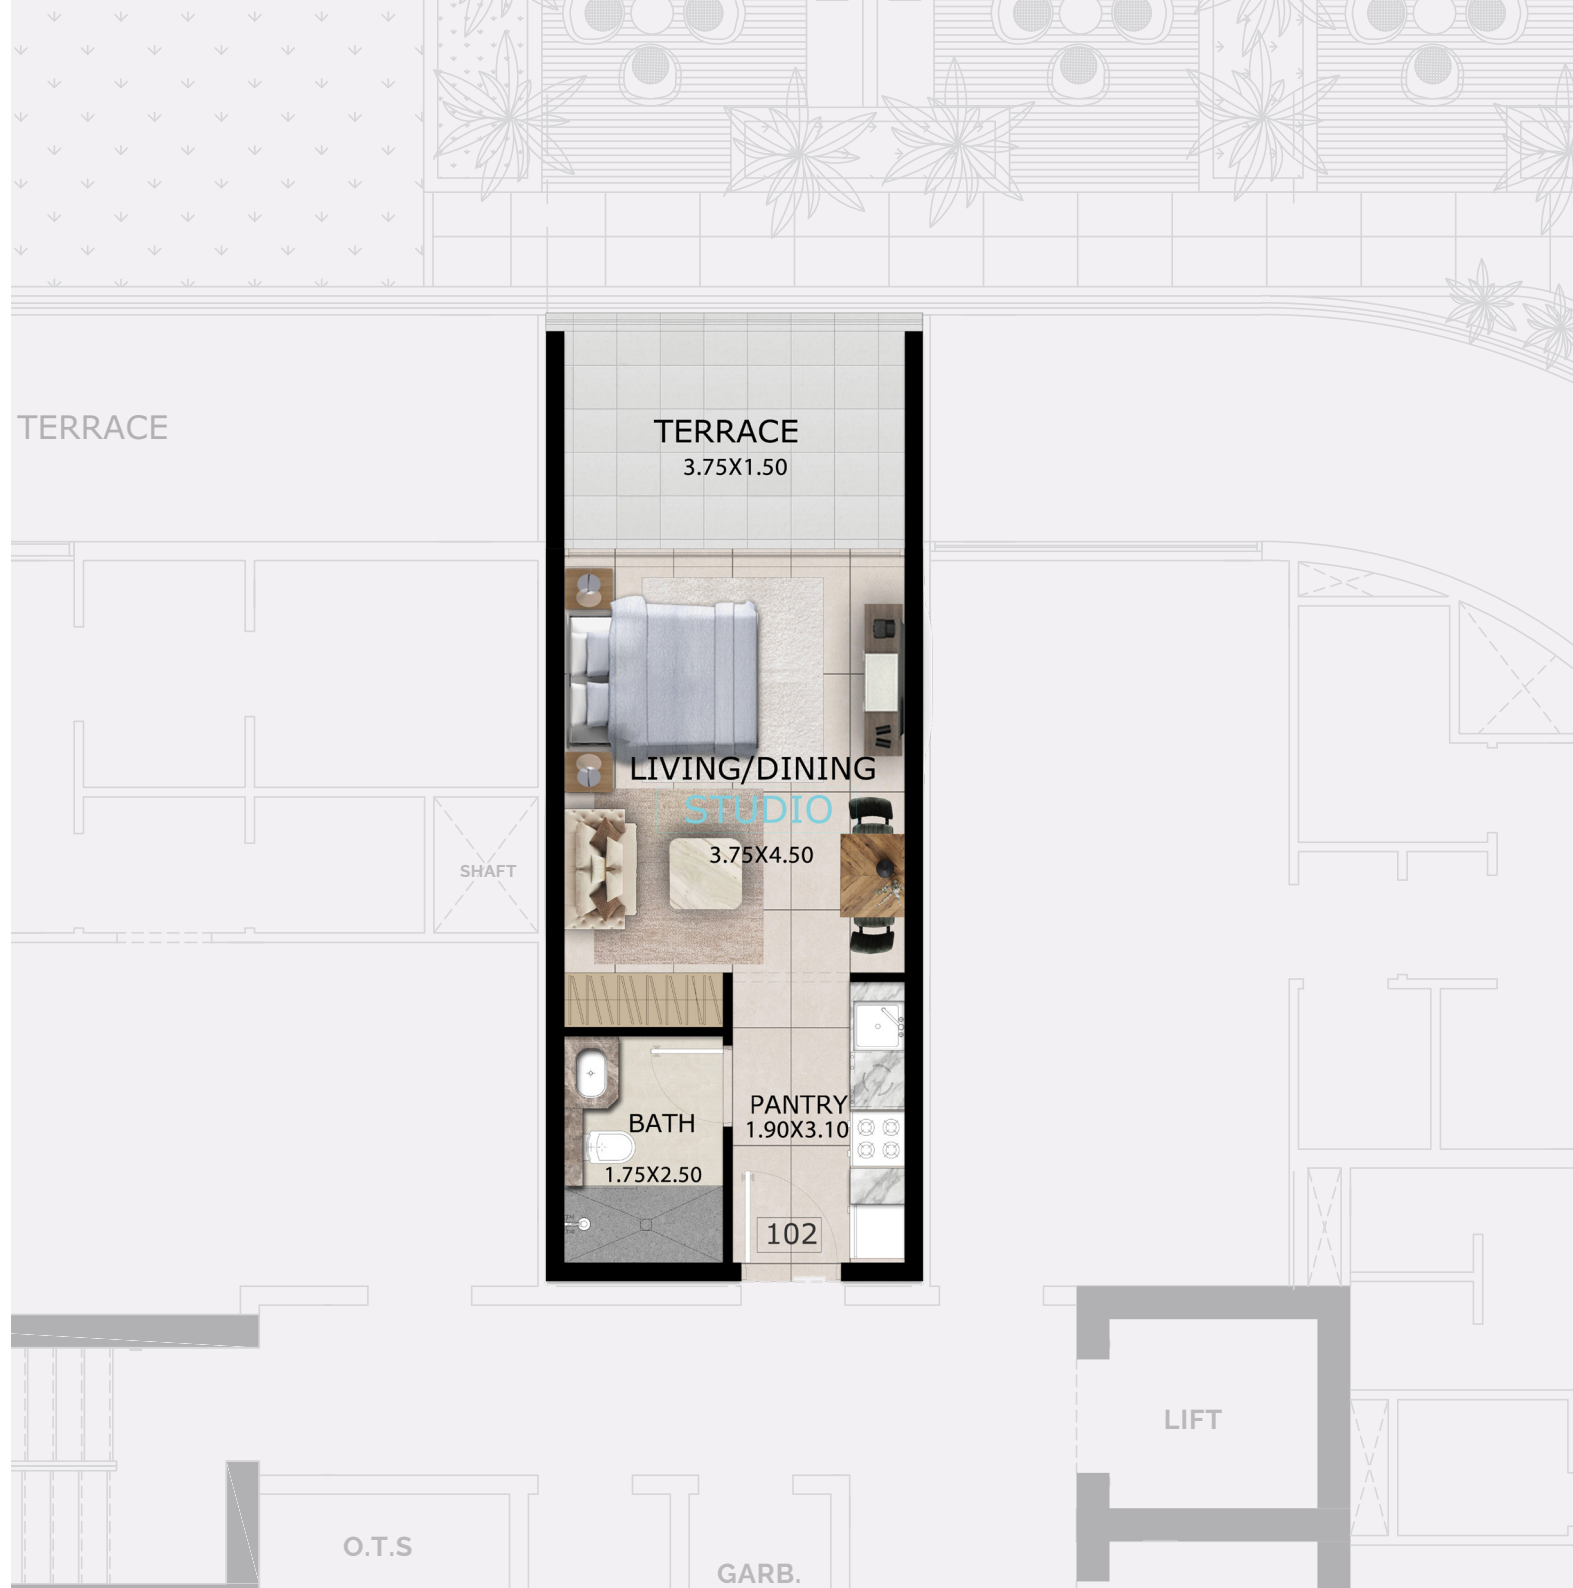 TERRACE
TERRACE
3.75X1.50
LIVING/DINING
STUDIO
3.75X4.50
SHAFT
PANTRY
1.90X3.10
BATH
1.75X2.50
102
LIFT
O.T.S
GARB.